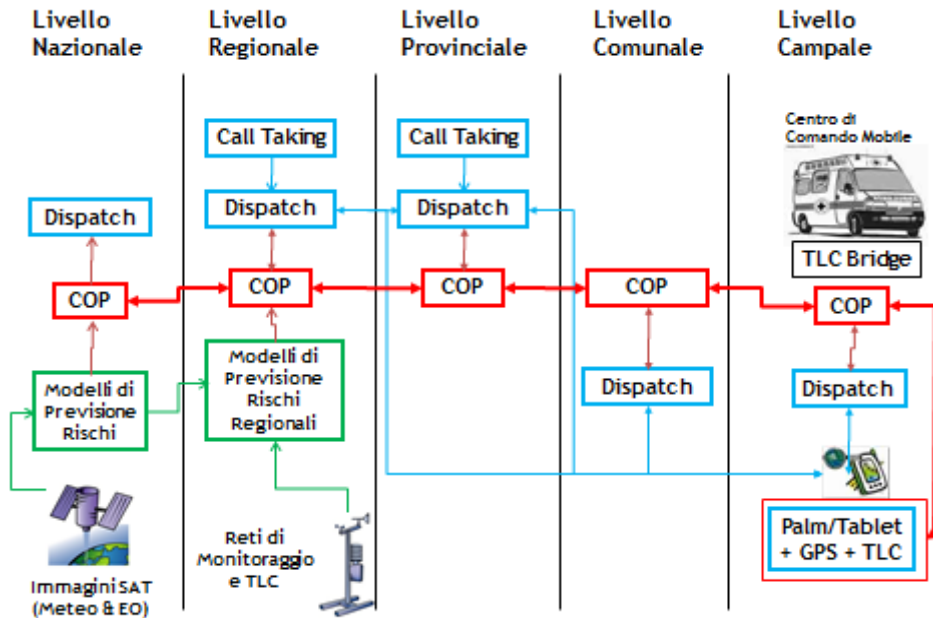 Livello
Nazionale
Livello
Regionale
Livello
Provinciale
Livello
Comunale
Livello
Campale
Call Taking
Call Taking
Centro di
Comando Mobile
Dispatch
Dispatch
Dispatch
TLC Bridge
COP
COP
COP
COP
COP
Modelli di
Previsione
Rischi
Modelli di
Previsione
Rischi
Regionali
Dispatch
Dispatch
Immagini SAT
(Meteo & EO)
Reti di
Monitoraggio
e TLC
Palm/Tablet
+ GPS + TLC